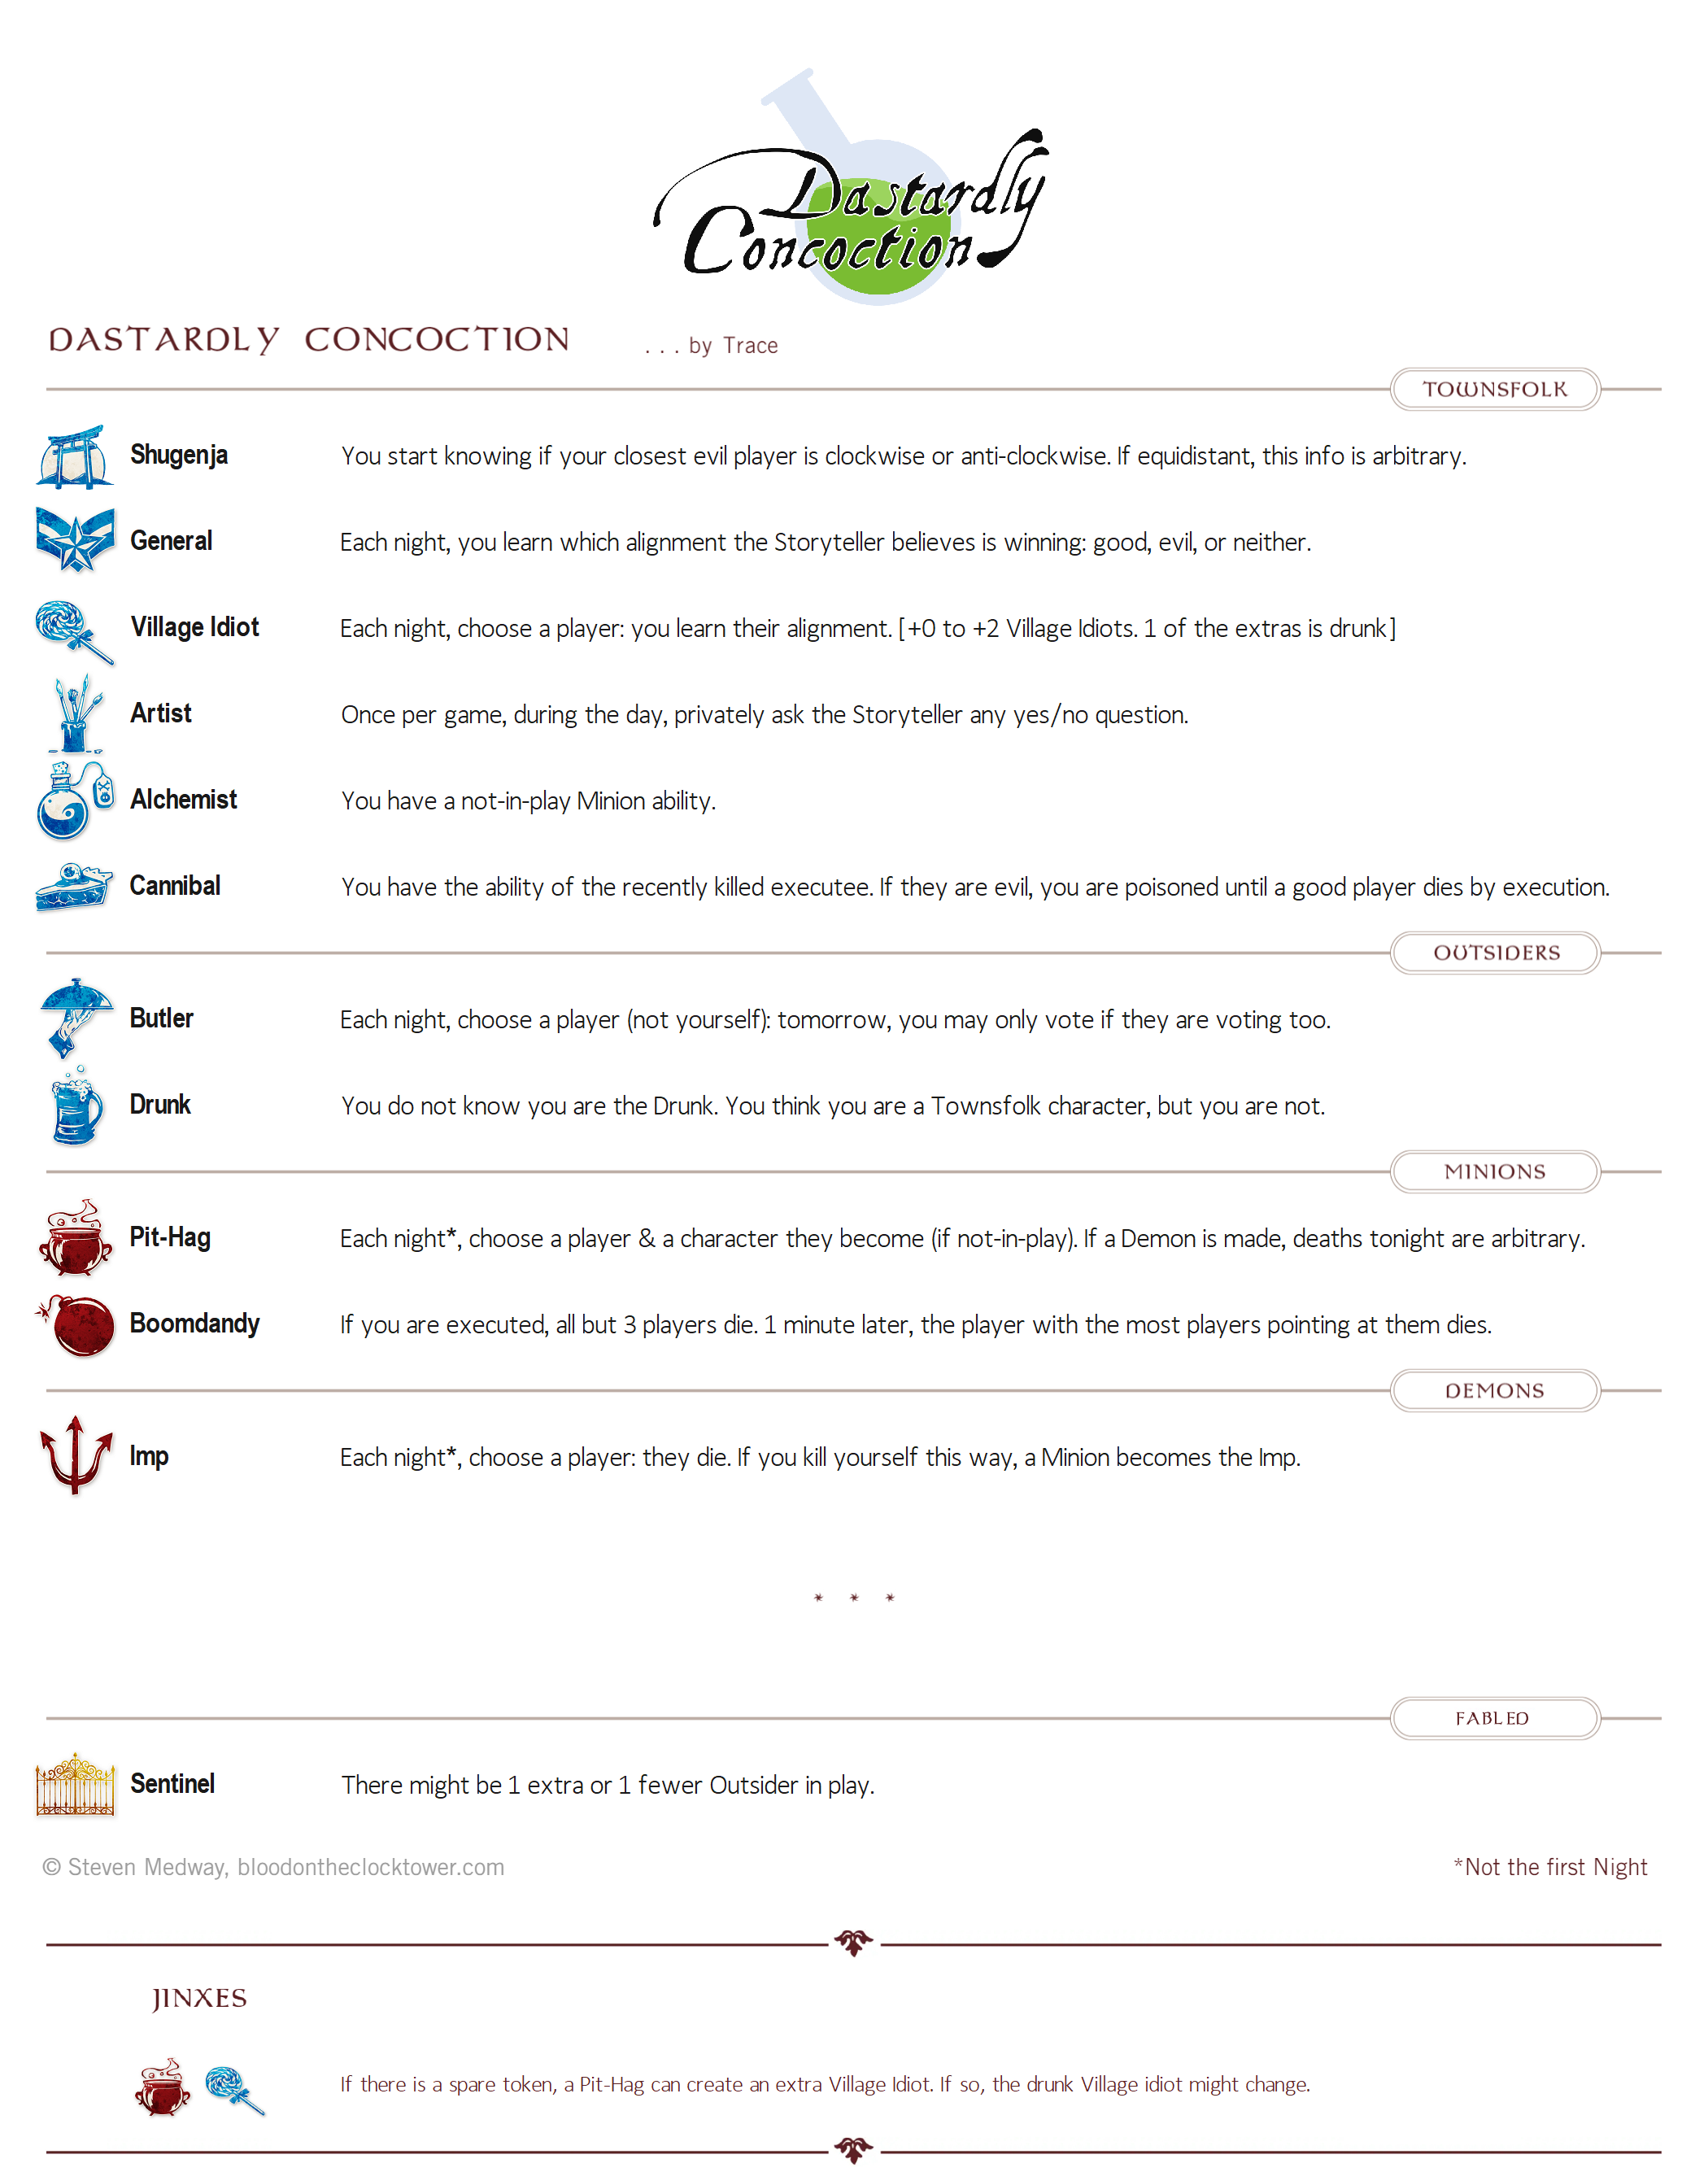 Dastardly
Concoction
DASTARDLY CONCOCTION ... by Trace
TOWNSFOLK
Shugenja You start knowing if your closest evil player is clockwise or anti-clockwise. If equidistant, this info is arbitrary.
General Each night, you learn which alignment the Storyteller believes is winning: good, evil, or neither.
Village Idiot Each night, choose a player: you learn their alignment. [+0 to +2 Village Idiots. 1 of the extras is drunk]
Artist Once per game, during the day, privately ask the Storyteller any yes/no question.
Alchemist You have a not-in-play Minion ability.
Cannibal You have the ability of the recently killed executee. If they are evil, you are poisoned until a good player dies by execution.
OUTSIDERS
Butler Each night, choose a player (not yourself): tomorrow, you may only vote if they are voting too.
Drunk You do not know you are the Drunk. You think you are a Townsfolk character, but you are not.
MINIONS
Pit-Hag Each night*, choose a player & a character they become (if not-in-play). If a Demon is made, deaths tonight are arbitrary.
Boomdandy If you are executed, all but 3 players die. 1 minute later, the player with the most players pointing at them dies.
DEMONS
Imp Each night*, choose a player: they die. If you kill yourself this way, a Minion becomes the Imp.
* * *
FABLED
Sentinel There might be 1 extra or 1 fewer Outsider in play.
© Steven Medway, bloodontheclocktower.com *Not the first Night
JINXES
If there is a spare token, a Pit-Hag can create an extra Village Idiot. If so, the drunk Village idiot might change.